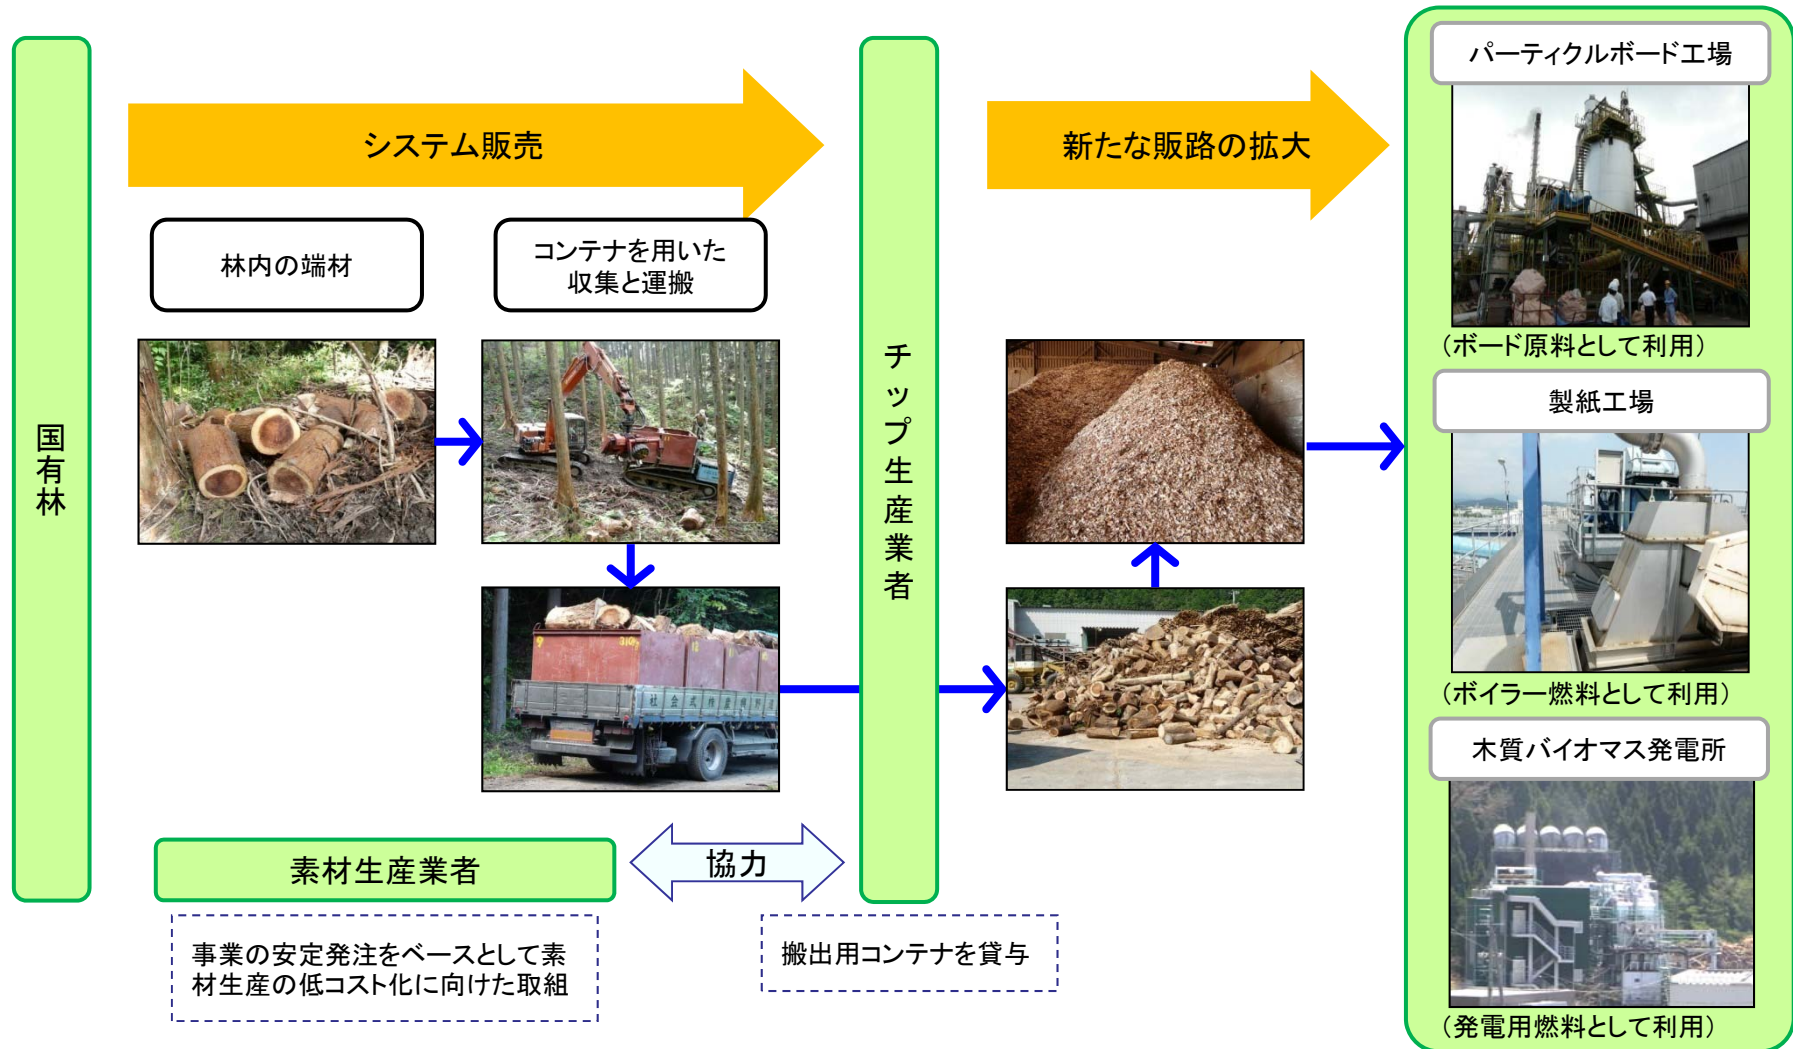 システム販売
新たな販路の拡大
パーティクルボード工場
林内の端材
コンテナを用いた
収集と運搬
(ボード原料として利用)
国有林
チップ生産業者
製紙工場
(ボイラー燃料として利用)
木質バイオマス発電所
(発電用燃料として利用)
素材生産業者
協力
事業の安定発注をベースとして素
材生産の低コスト化に向けた取組
搬出用コンテナを貸与